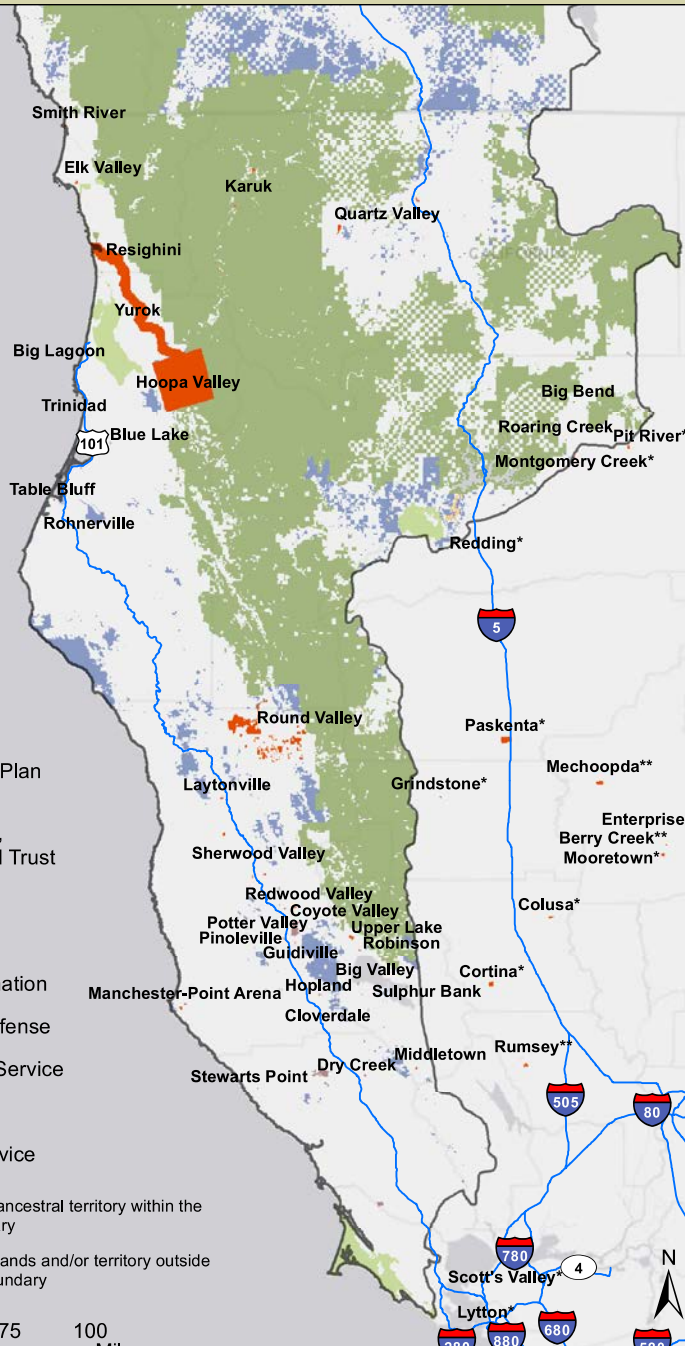 Smith River
Elk Valley
Karuk
Quartz Valley
CALIFORNIA
Resighini
Yurok
Big Lagoon
Hoopa Valley
Big Bend
Trinidad
Roaring Creek
Pit River*
101
Blue Lake
Montgomery Creek*
Table Bluff
Rohnerville
Redding*
5
Round Valley
Paskenta*
Plan
Mechoopda**
Laytonville
Grindstone*
Enterprise
Berry Creek**
Trust
Sherwood Valley
Mooretown*
Redwood Valley
Colusa*
Coyote Valley
Potter Valley
Upper Lake
Pinoleville
Robinson
Guidiville
Big Valley
Cortina*
nation
Hopland
Sulphur Bank
Manchester-Point Arena
Cloverdale
fense
Rumsey**
Middletown
Service
Dry Creek
Stewarts Point
505
80
vice
ancestral territory within the
ary
780
lands and/or territory outside
undary
N
4
Scott's Valley*
75 100
Lytton*
680
880